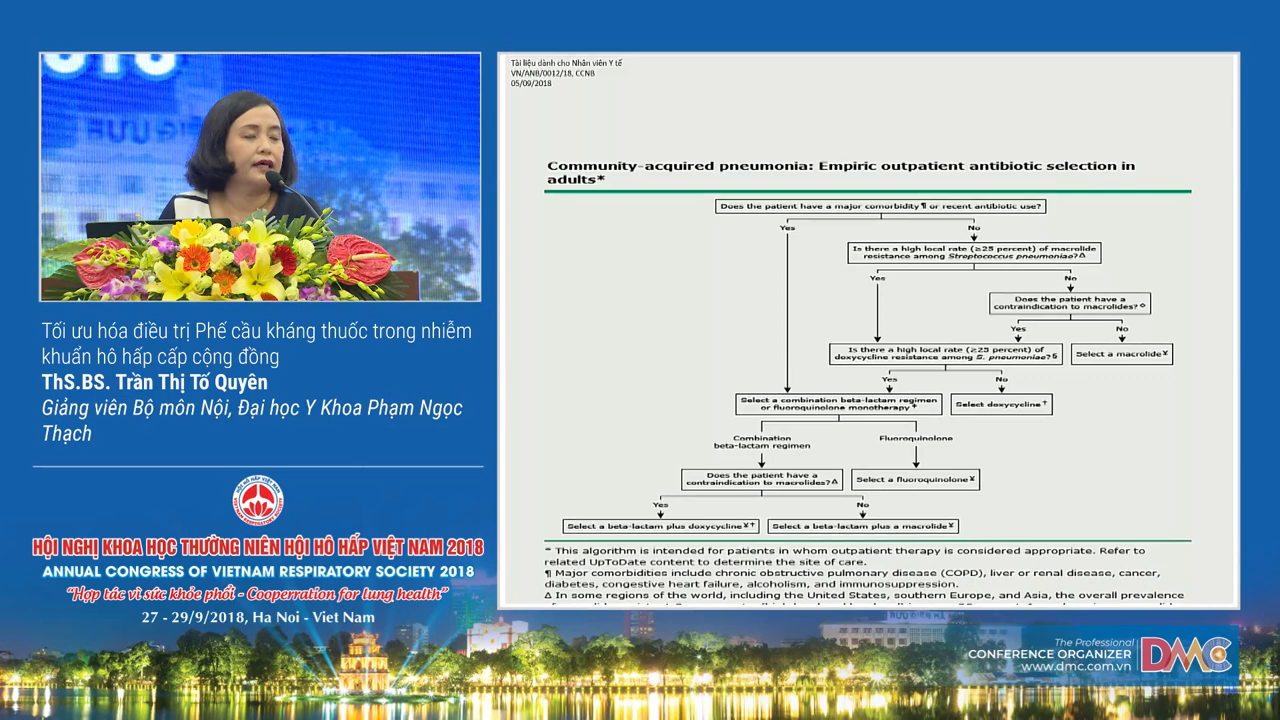 Tài liệu dành cho Nhân viên Y tế
VN/ANB/0012/18, CCNB
05/09/2018
Community-acquired pneumonia: Empiric outpatient antibiotic selection in
adults*
Does the patient have a major comorbidity¶ or recent antibiotic use?
Yes
No
Is there a high local rate (≥25 percent) of macrolide
resistance among Streptococcus pneumoniae?Δ
Yes
No
Does the patient have a
contraindication to macrolides?◊
Yes
No
Is there a high local rate (≥25 percent) of
doxycycline resistance among S. pneumoniae?§
Select a macrolide¥
Yes
No
Select a combination beta-lactam regimen
or fluoroquinolone monotherapy
Select doxycycline†
Combination
beta-lactam regimen
Fluoroquinolone
Does the patient have a
contraindication to macrolides?Δ
Select a fluoroquinolone¥
Yes
No
Select a beta-lactam plus doxycycline¥†
Select a beta-lactam plus a macrolide¥
* This algorithm is intended for patients in whom outpatient therapy is considered appropriate. Refer to
related UpToDate content to determine the site of care.
¶ Major comorbidities include chronic obstructive pulmonary disease (COPD), liver or renal disease, cancer,
diabetes, congestive heart failure, alcoholism, and immunosuppression.
Δ In some regions of the world, including the United States, southern Europe, and Asia, the overall prevalence
Tối ưu hóa điều trị Phế cầu kháng thuốc trong nhiễm
khuẩn hô hấp cấp cộng đồng
ThS.BS. Trần Thị Tố Quyên
Giảng viên Bộ môn Nội, Đại học Y Khoa Phạm Ngọc
Thạch
HỘI HÔ HẤP VIỆT NAM
HỘI NGHỊ KHOA HỌC THƯỜNG NIÊN HỘI HÔ HẤP VIỆT NAM 2018
ANNUAL CONGRESS OF VIETNAM RESPIRATORY SOCIETY 2018
"Hợp tác vì sức khỏe phổi - Cooperration for lung health"
27 - 29/9/2018, Ha Noi - Viet Nam
The Professional
CONFERENCE ORGANIZER
www.dmc.com.vn
DMC